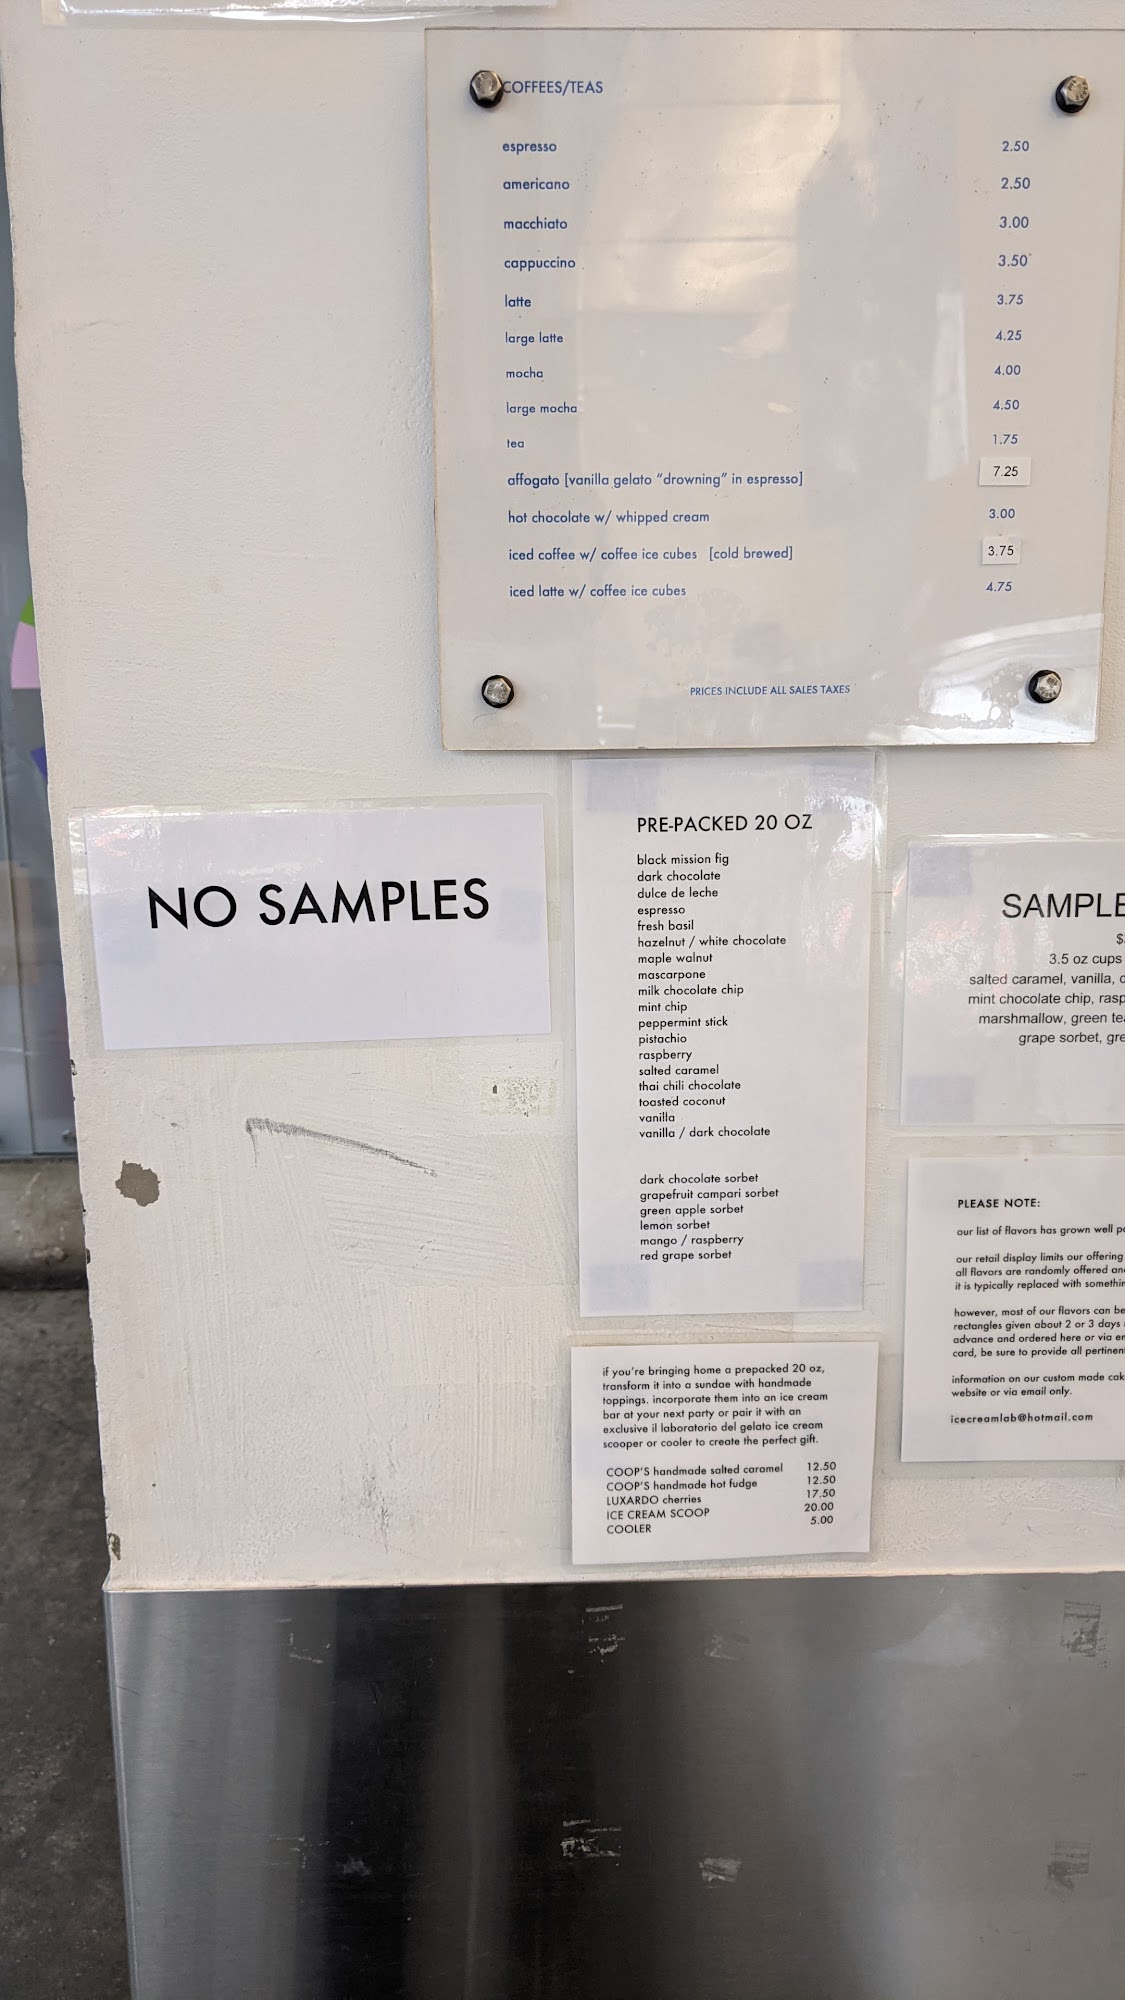 COFFEES/TEAS
espresso 2.50
americano 2.50
macchiato 3.00
cappuccino 3.50
latte 3.75
large latte 4.25
mocha 4.00
large mocha 4.50
tea 1.75
affogato [vanilla gelato “drowning” in espresso] 7.25
hot chocolate w/ whipped cream 3.00
iced coffee w/ coffee ice cubes [cold brewed] 3.75
iced latte w/ coffee ice cubes 4.75
PRICES INCLUDE ALL SALES TAXES
NO SAMPLES
PRE-PACKED 20 OZ
black mission fig
dark chocolate
dulce de leche
espresso
fresh basil
hazelnut / white chocolate
maple walnut
mascarpone
milk chocolate chip
mint chip
peppermint stick
pistachio
raspberry
salted caramel
thai chili chocolate
toasted coconut
vanilla
vanilla / dark chocolate
dark chocolate sorbet
grapefruit campari sorbet
green apple sorbet
lemon sorbet
mango / raspberry
red grape sorbet
if you're bringing home a prepacked 20 oz,
transform it into a sundae with handmade
toppings. incorporate them into an ice cream
bar at your next party or pair it with an
exclusive il laboratorio del gelato ice cream
scooper or cooler to create the perfect gift.
COOP'S handmade salted caramel 12.50
COOP'S handmade hot fudge 12.50
LUXARDO cherries 17.50
ICE CREAM SCOOP 20.00
COOLER 5.00
SAMPLE
$
3.5 oz cups
salted caramel, vanilla,
mint chocolate chip, rasp
marshmallow, green te
grape sorbet, gre
PLEASE NOTE:
our list of flavors has grown well
our retail display limits our offering
all flavors are randomly offered an
it is typically replaced with somethin
however, most of our flavors can be
rectangles given about 2 or 3 days
advance and ordered here or via
card, be sure to provide all pertinent
information on our custom made
website or via email only.
icecreamlab@hotmail.com